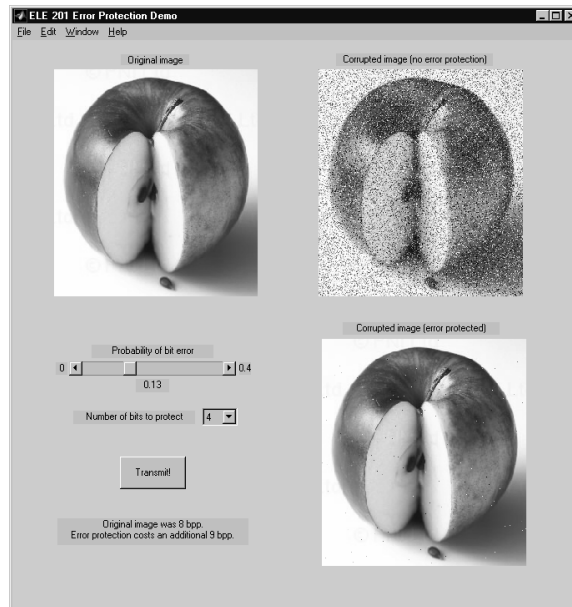 ELE 201 Error Protection Demo
File Edit Window Help
Original image
Corrupted image (no error protection)
Probability of bit error
0
0.4
0.13
Number of bits to protect
4
Transmit!
Original image was 8 bpp.
Error protection costs an additional 9 bpp.
Corrupted image (error protected)